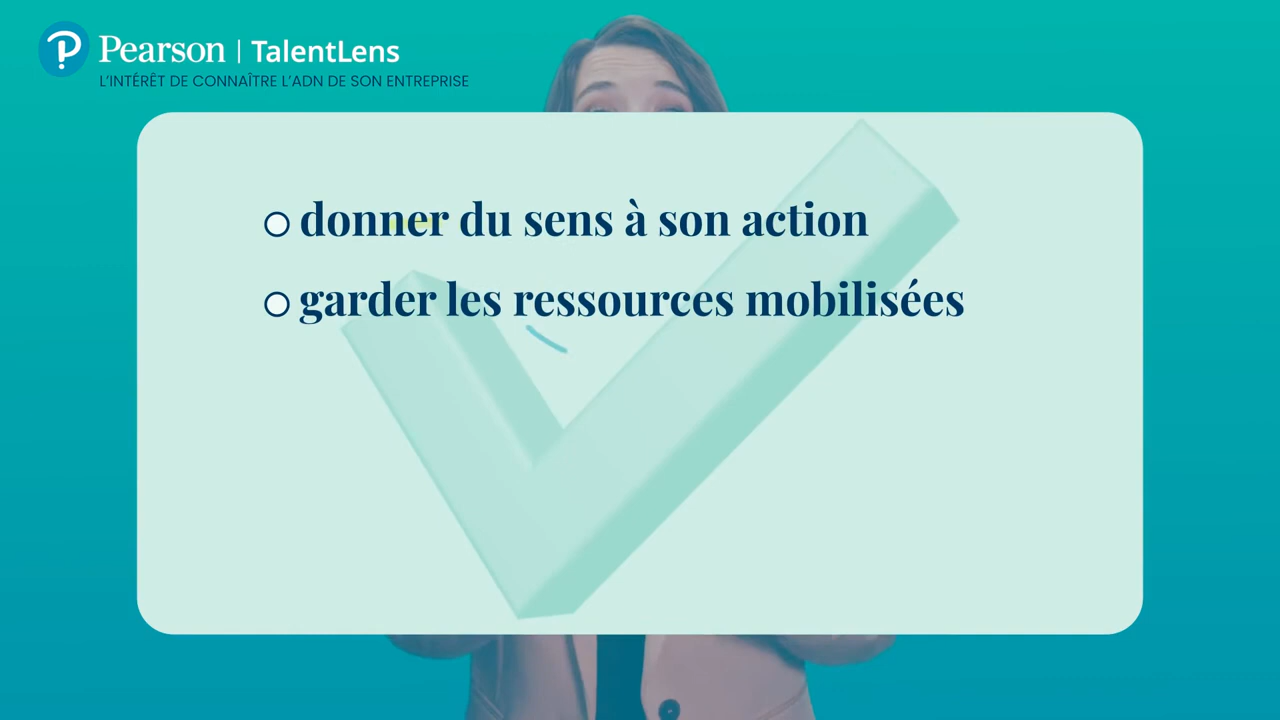 Pearson | TalentLens
L'INTÉRÊT DE CONNAÎTRE L'ADN DE SON ENTREPRISE
donner du sens à son action
garder les ressources mobilisées